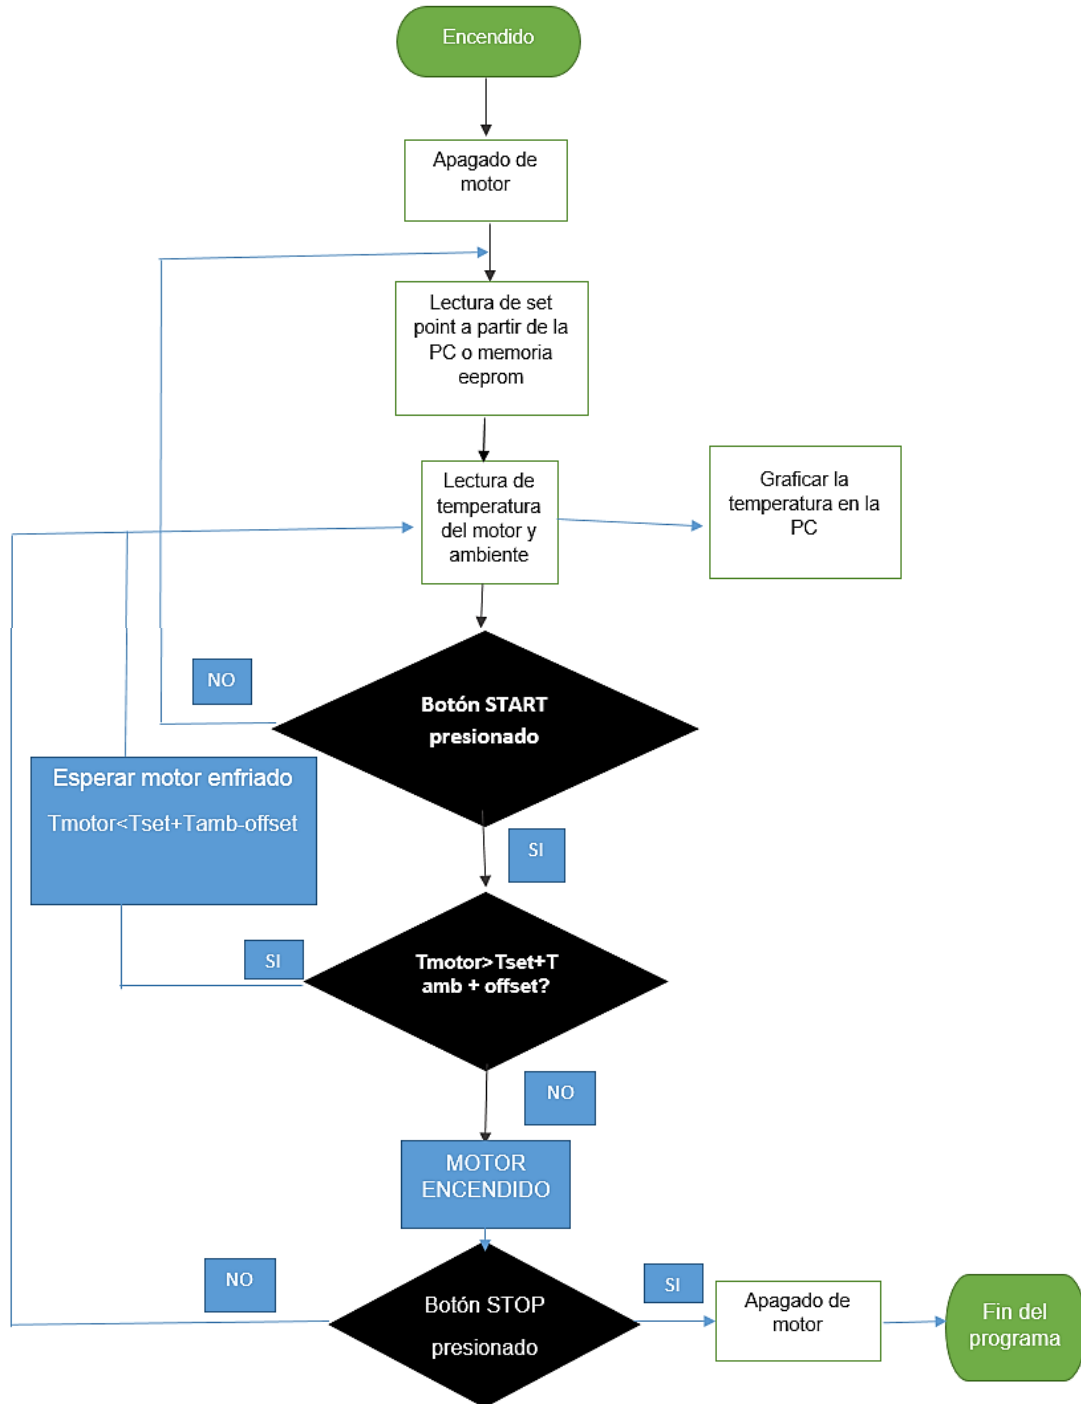 Encendido
Apagado de
motor
Lectura de set
point a partir de la
PC o memoria
eeprom
Lectura de
temperatura
del motor y
ambiente
Graficar la
temperatura en la
PC
NO
Botón START
presionado
Esperar motor enfriado
Tmotor<Tset+Tamb-offset
SI
SI
Tmotor>Tset+T
amb + offset?
NO
MOTOR
ENCENDIDO
NO
Botón STOP
presionado
SI
Apagado de
motor
Fin del
programa